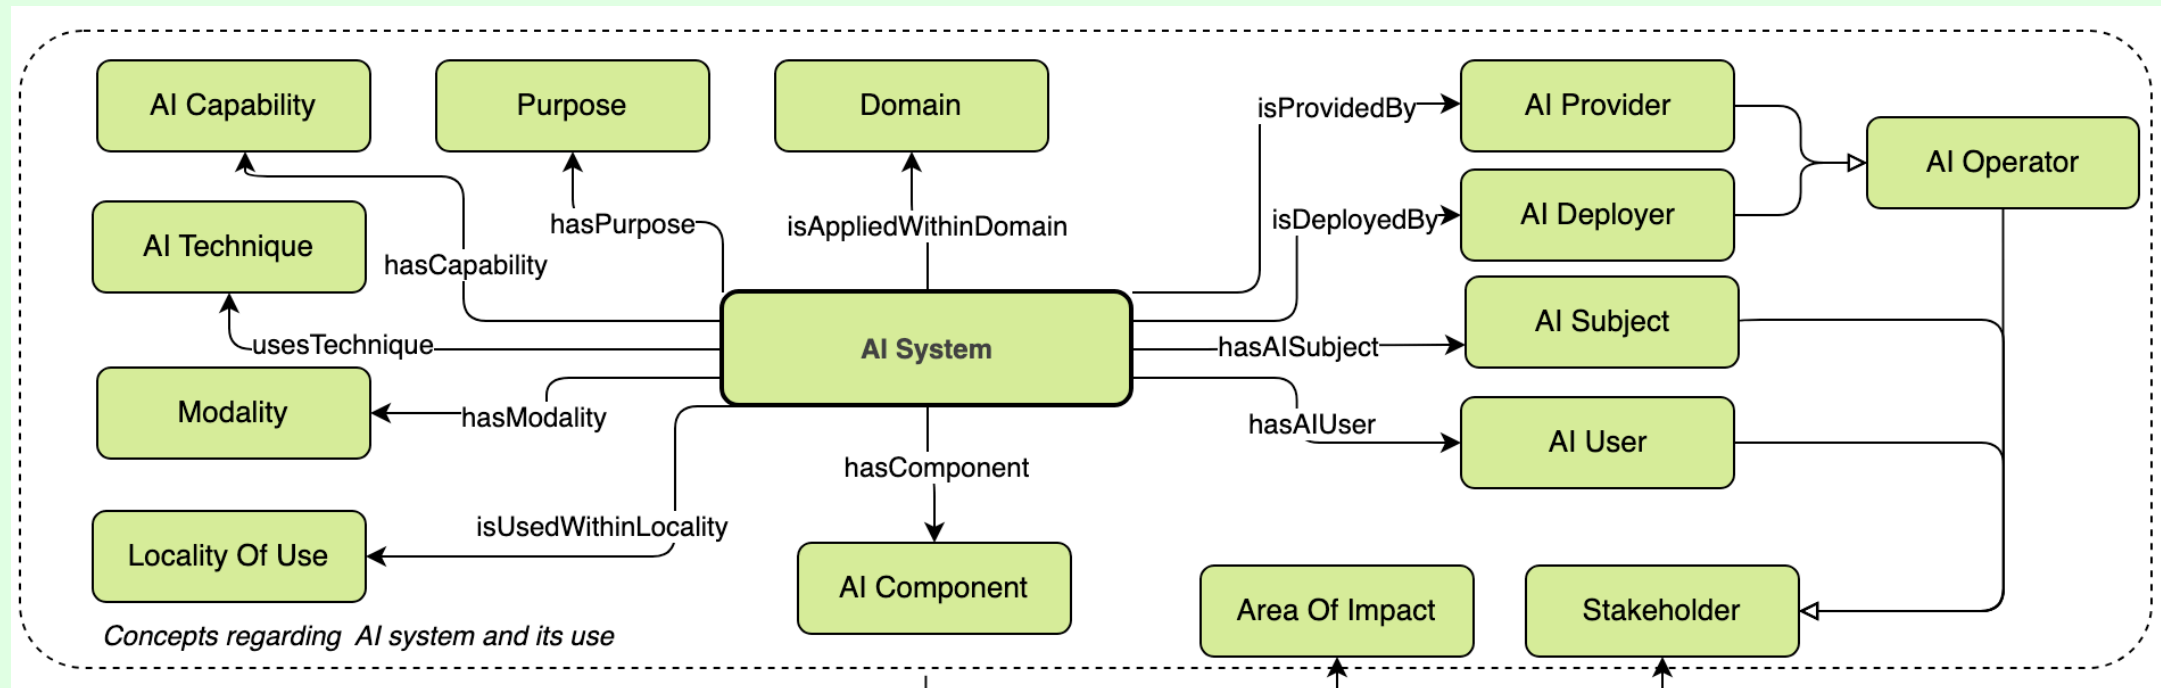 AI Capability
Purpose
Domain
isProvidedBy
AI Provider
AI Operator
hasPurpose
isAppliedWithinDomain
isDeployedBy
AI Deployer
AI Technique
hasCapability
usesTechnique
AI System
hasAISubject
AI Subject
Modality
hasModality
hasAIUser
AI User
hasComponent
isUsedWithinLocality
Locality Of Use
AI Component
Area Of Impact
Stakeholder
Concepts regarding AI system and its use